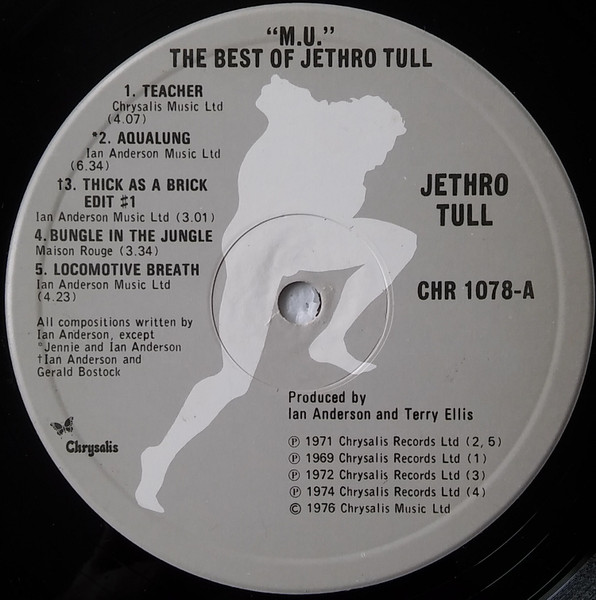 "M.U."
THE BEST OF JETHRO TULL
1. TEACHER
Chrysalis Music Ltd
(4.07)
*2. AQUALUNG
Ian Anderson Music Ltd
(6.34)
†3. THICK AS A BRICK
EDIT #1
Ian Anderson Music Ltd (3.01)
4. BUNGLE IN THE JUNGLE
Maison Rouge (3.34)
5. LOCOMOTIVE BREATH
Ian Anderson Music Ltd
(4.23)
All compositions written by
Ian Anderson, except
*Jennie and Ian Anderson
†Ian Anderson and
Gerald Bostock
Chrysalis
JETHRO
TULL
CHR 1078-A
Produced by
Ian Anderson and Terry Ellis
℗ 1971 Chrysalis Records Ltd (2, 5)
℗ 1969 Chrysalis Records Ltd (1)
℗ 1972 Chrysalis Records Ltd (3)
℗ 1974 Chrysalis Records Ltd (4)
© 1976 Chrysalis Music Ltd